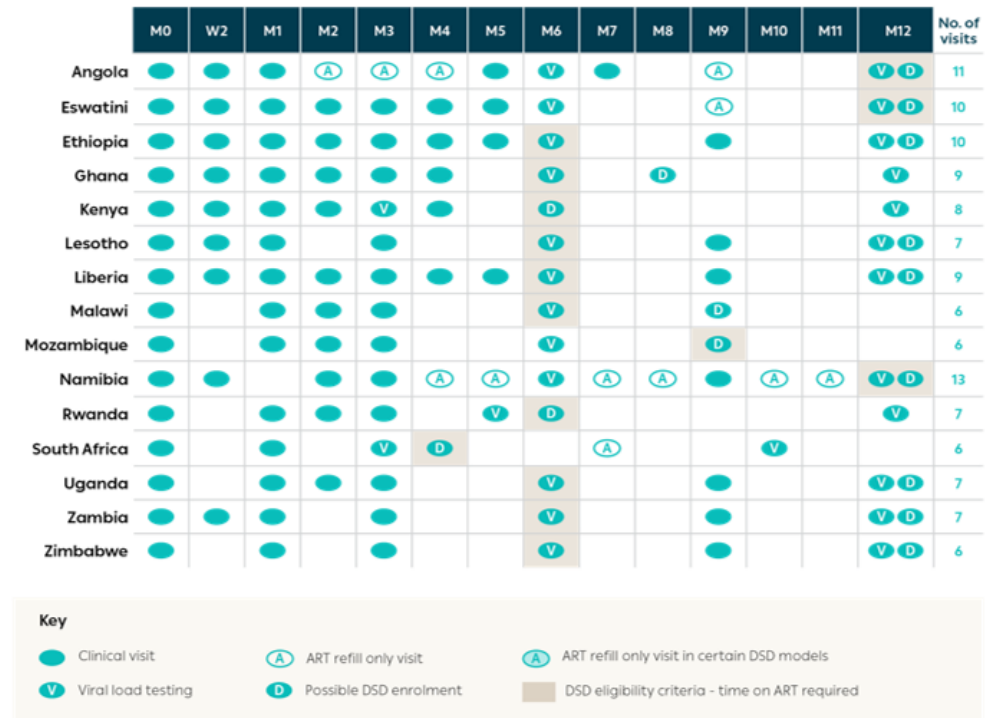 M0 W2 M1 M2 M3 M4 M5 M6 M7 M8 M9 M10 M11 M12 No. of visits
Angola A A A V A V D 11
Eswatini V A V D 10
Ethiopia V V D 10
Ghana V D V 9
Kenya V D V 8
Lesotho V V D 7
Liberia V V D 9
Malawi V D 6
Mozambique V D 6
Namibia A A V A A A A V D 13
Rwanda V D V 7
South Africa V D A V 6
Uganda V V D 7
Zambia V V D 7
Zimbabwe V V D 6
Key
Clinical visit A ART refill only visit A ART refill only visit in certain DSD models
V Viral load testing D Possible DSD enrolment DSD eligibility criteria - time on ART required